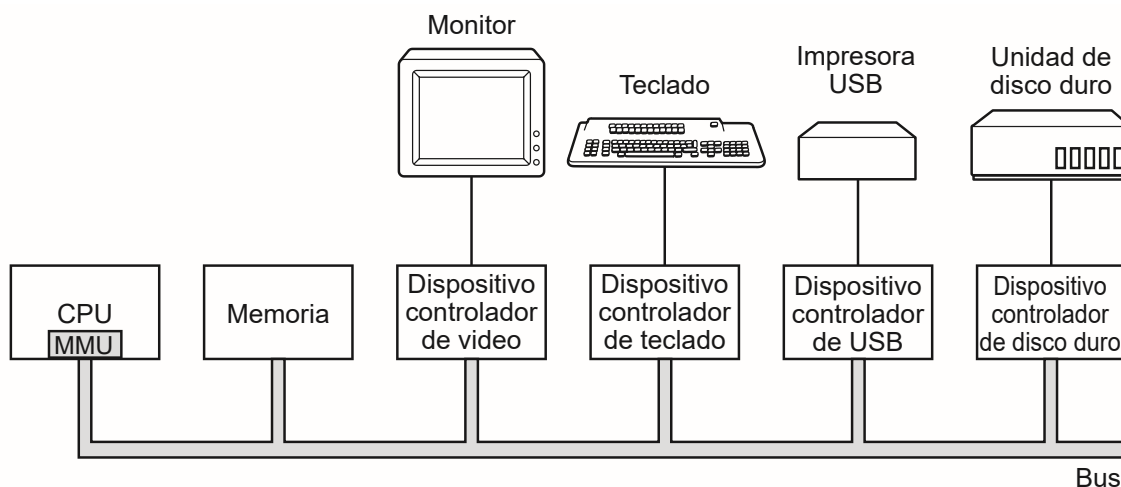 Monitor
Teclado
Impresora
USB
Unidad de
disco duro
CPU
MMU
Memoria
Dispositivo
controlador
de video
Dispositivo
controlador
de teclado
Dispositivo
controlador
de USB
Dispositivo
controlador
de disco duro
Bus